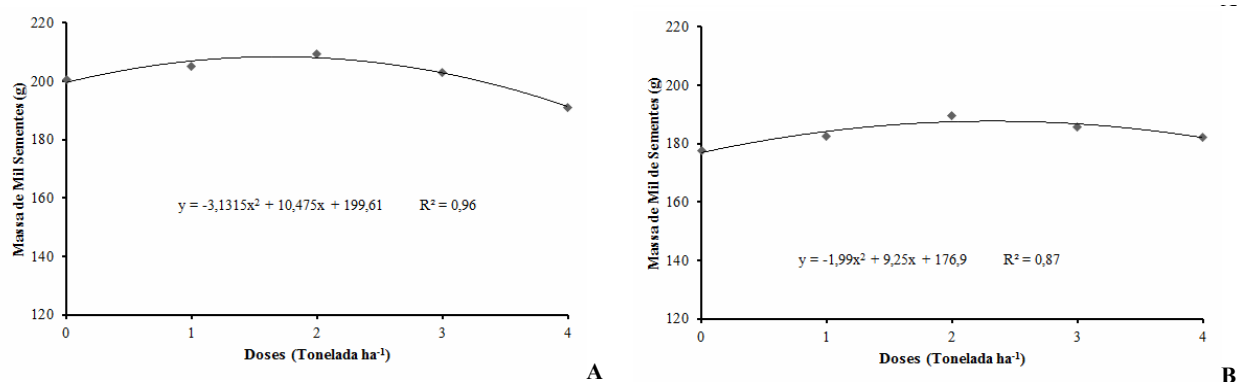 Massa de Mil Sementes (g)
220
200
180
160
140
120
y = -3,1315x² + 10,475x + 199,61 R² = 0,96
0 1 2 3 4
Doses (Tonelada ha⁻¹)
A
Massa de Mil de Sementes (g)
220
200
180
160
140
120
y = -1,99x² + 9,25x + 176,9 R² = 0,87
0 1 2 3 4
Doses (Tonelada ha⁻¹)
B